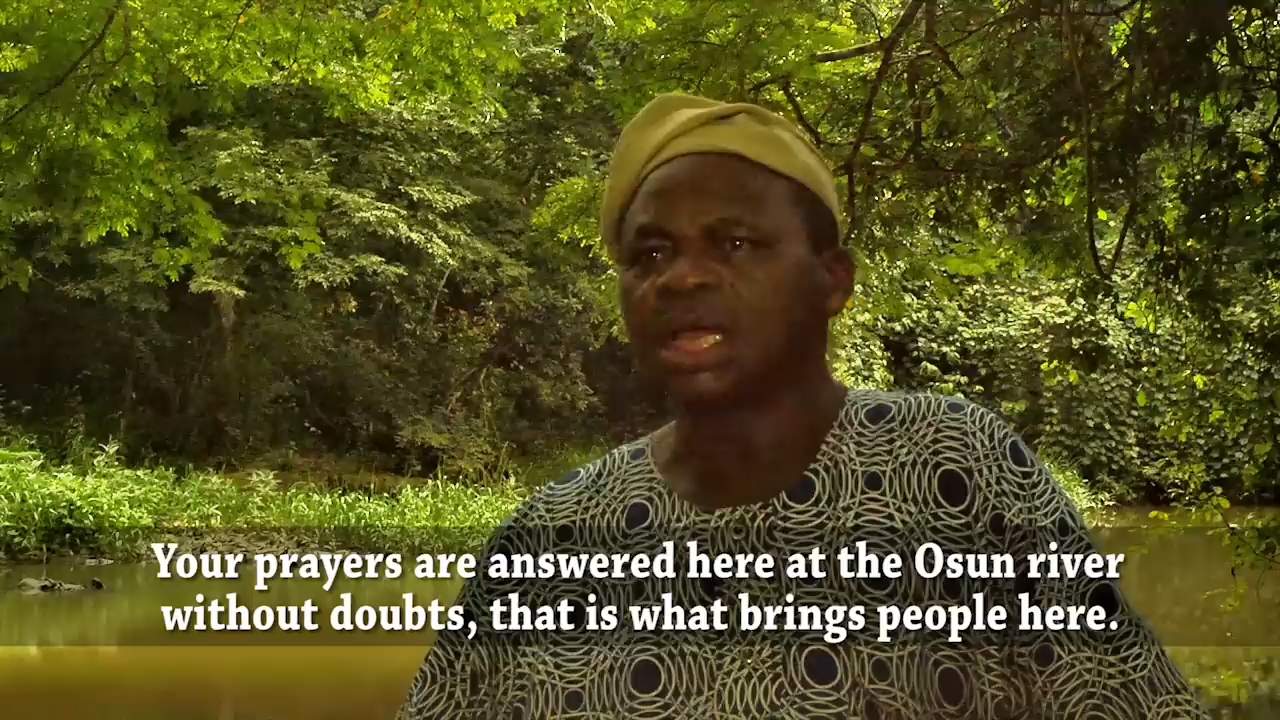 Your prayers are answered here at the Osun river
without doubts, that is what brings people here.